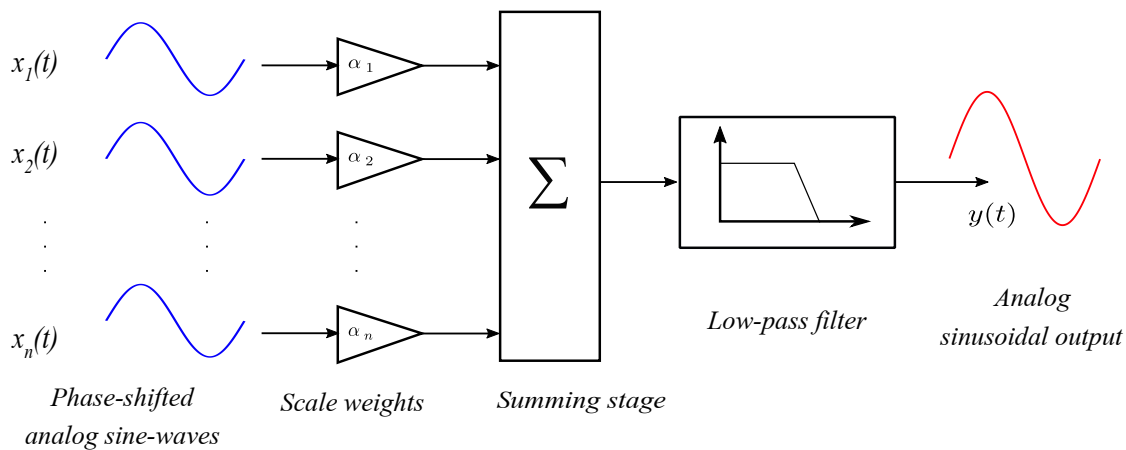 x₁(t)
α ₁
x₂(t)
α ₂
∑
y(t)
xₙ(t)
α ₙ
Low-pass filter
Analog
sinusoidal output
Phase-shifted
analog sine-waves
Scale weights
Summing stage